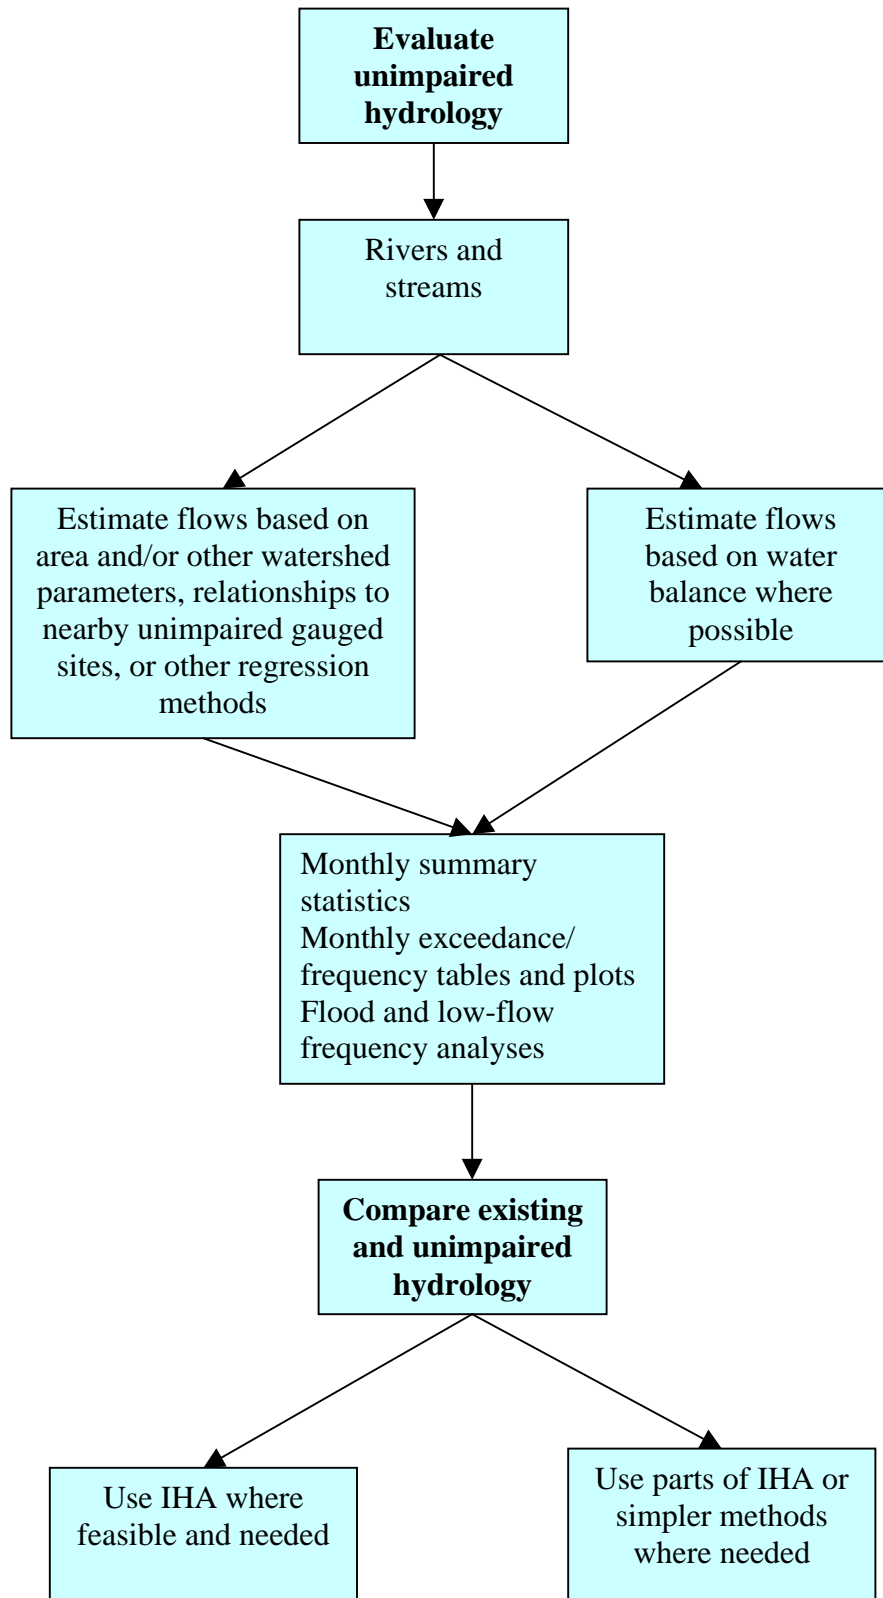 Evaluate
unimpaired
hydrology
Rivers and
streams
Estimate flows based on
area and/or other watershed
parameters, relationships to
nearby unimpaired gauged
sites, or other regression
methods
Estimate flows
based on water
balance where
possible
Monthly summary
statistics
Monthly exceedance/
frequency tables and plots
Flood and low-flow
frequency analyses
Compare existing
and unimpaired
hydrology
Use IHA where
feasible and needed
Use parts of IHA or
simpler methods
where needed